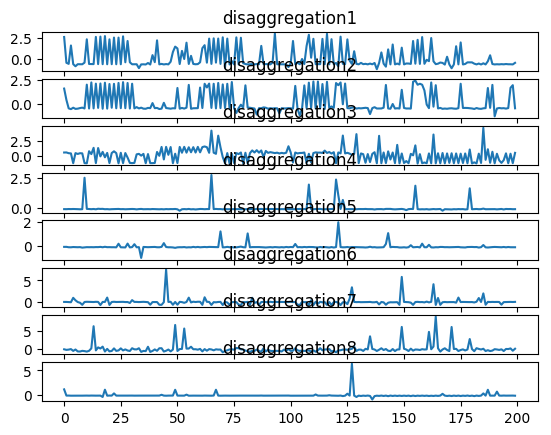 disaggregation1
2.5
0.0
disaggregation2
2.5
0.0
disaggregation3
2.5
0.0
disaggregation4
2.5
0.0
disaggregation5
2
0
disaggregation6
5
0
disaggregation7
5
0
disaggregation8
5
0
0 25 50 75 100 125 150 175 200